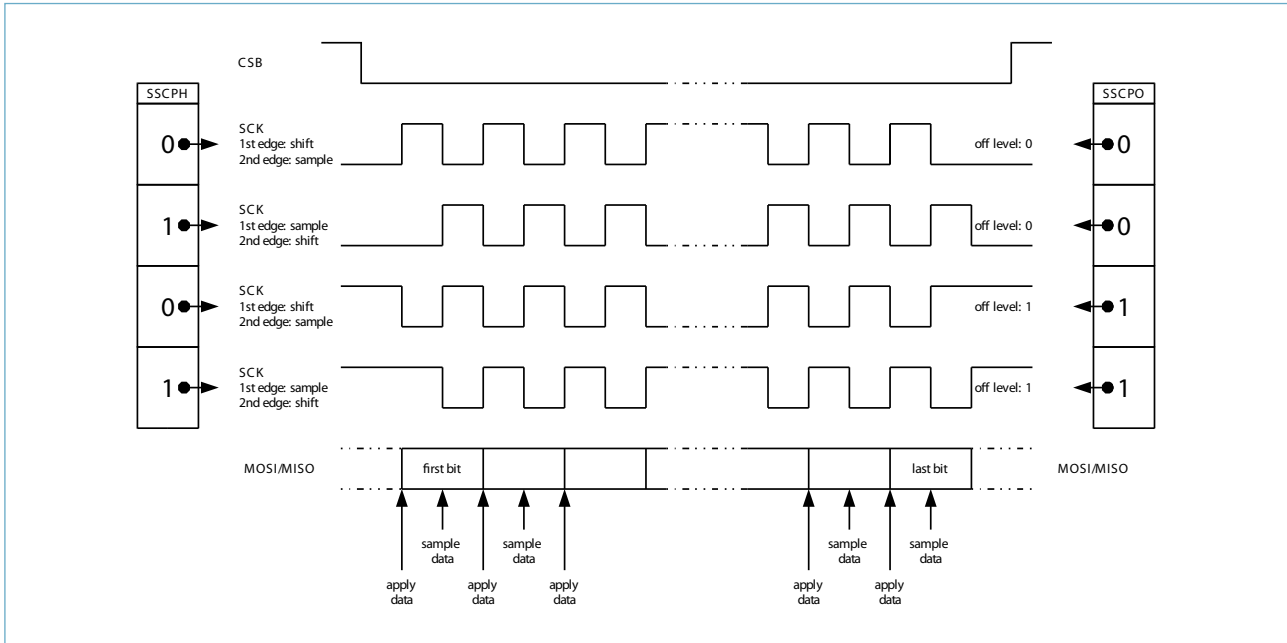 CSB
SSCPH
SSCPO
0
SCK
1st edge: shift
2nd edge: sample
off level: 0
0
1
SCK
1st edge: sample
2nd edge: shift
off level: 0
0
0
SCK
1st edge: shift
2nd edge: sample
off level: 1
1
1
SCK
1st edge: sample
2nd edge: shift
off level: 1
1
MOSI/MISO
first bit
last bit
MOSI/MISO
sample
data
sample
data
sample
data
sample
data
apply
data
apply
data
apply
data
apply
data
apply
data